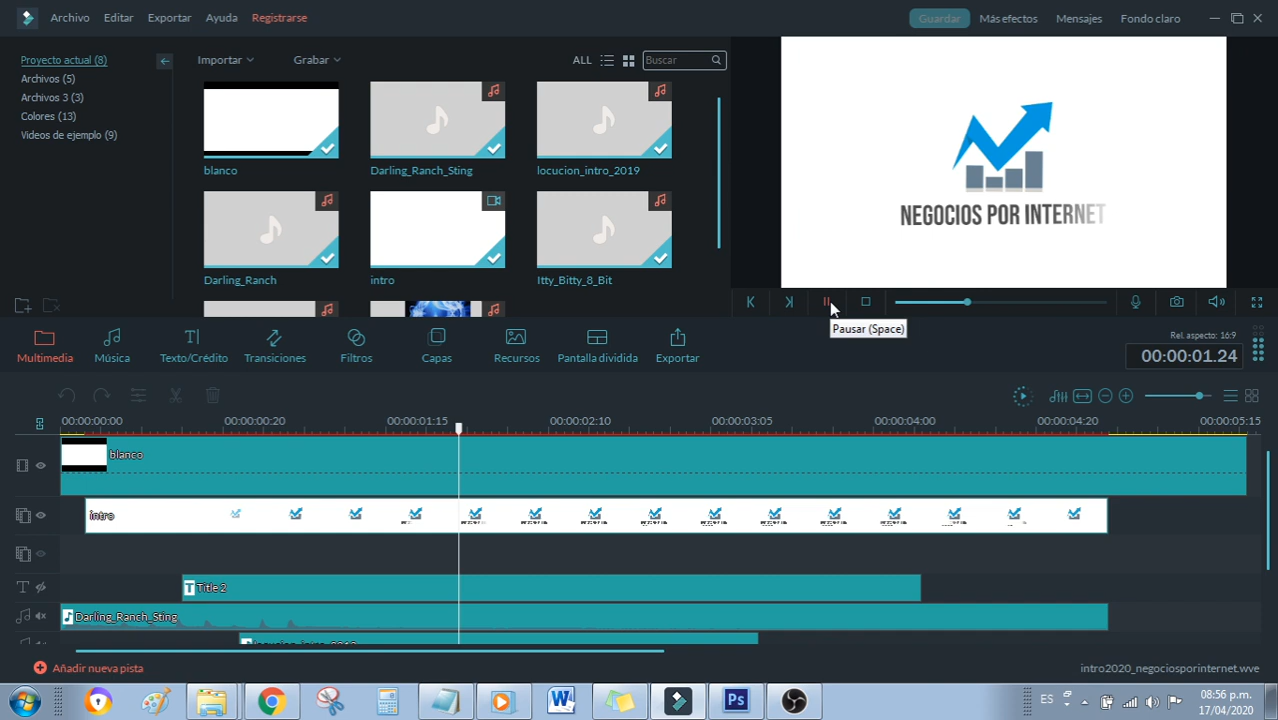 Archivo Editar Exportar Ayuda Registrarse Guardar Más efectos Mensajes Fondo claro
Proyecto actual (8)
Archivos (5)
Archivos 3 (3)
Colores (13)
Videos de ejemplo (9)
Importar Grabar ALL Buscar
blanco Darling_Ranch_Sting locucion_intro_2019
Darling_Ranch intro Itty_Bitty_8_Bit
NEGOCIOS POR INTERNET
Pausar (Space)
Multimedia Música Texto/Crédito Transiciones Filtros Capas Recursos Pantalla dividida Exportar
Rel. aspecto: 16:9
00:00:01.24
00:00:00:00 00:00:00:20 00:00:01:15 00:00:02:10 00:00:03:05 00:00:04:00 00:00:04:20 00:00:05:15
blanco
intro
T Title 2
Darling_Ranch_Sting
locucion_intro_2019
Añadir nueva pista intro2020_negociosporinternet.wve
Ps
ES 08:56 p.m.
17/04/2020